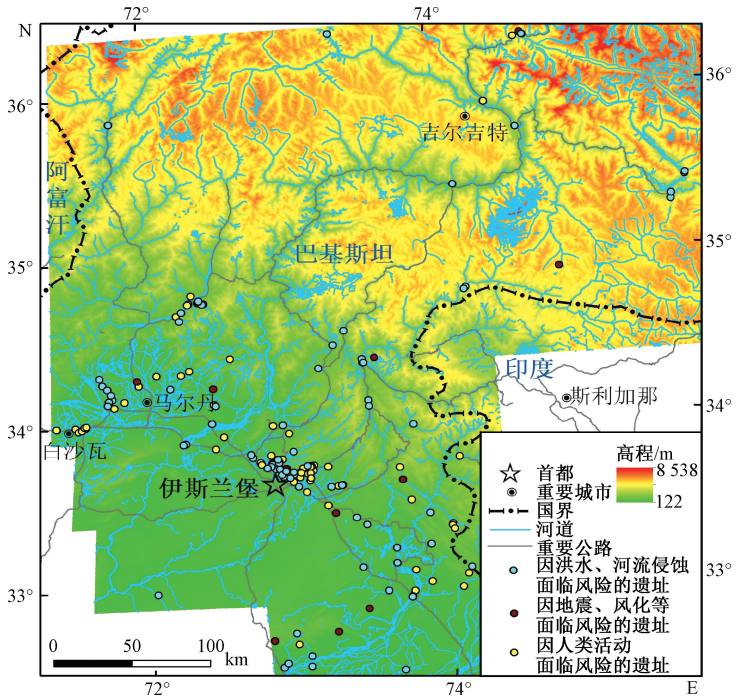 72°
74°
N
36°
36°
吉尔吉特
阿富汗
巴基斯坦
35°
35°
印度
马尔丹
斯利加那
34°
34°
白沙瓦
伊斯兰堡
首都
重要城市
国界
河道
重要公路
因洪水、河流侵蚀
面临风险的遗址
因地震、风化等
面临风险的遗址
因人类活动
面临风险的遗址
高程/m
8 538
122
33°
33°
0 50 100
km
72°
74°
E